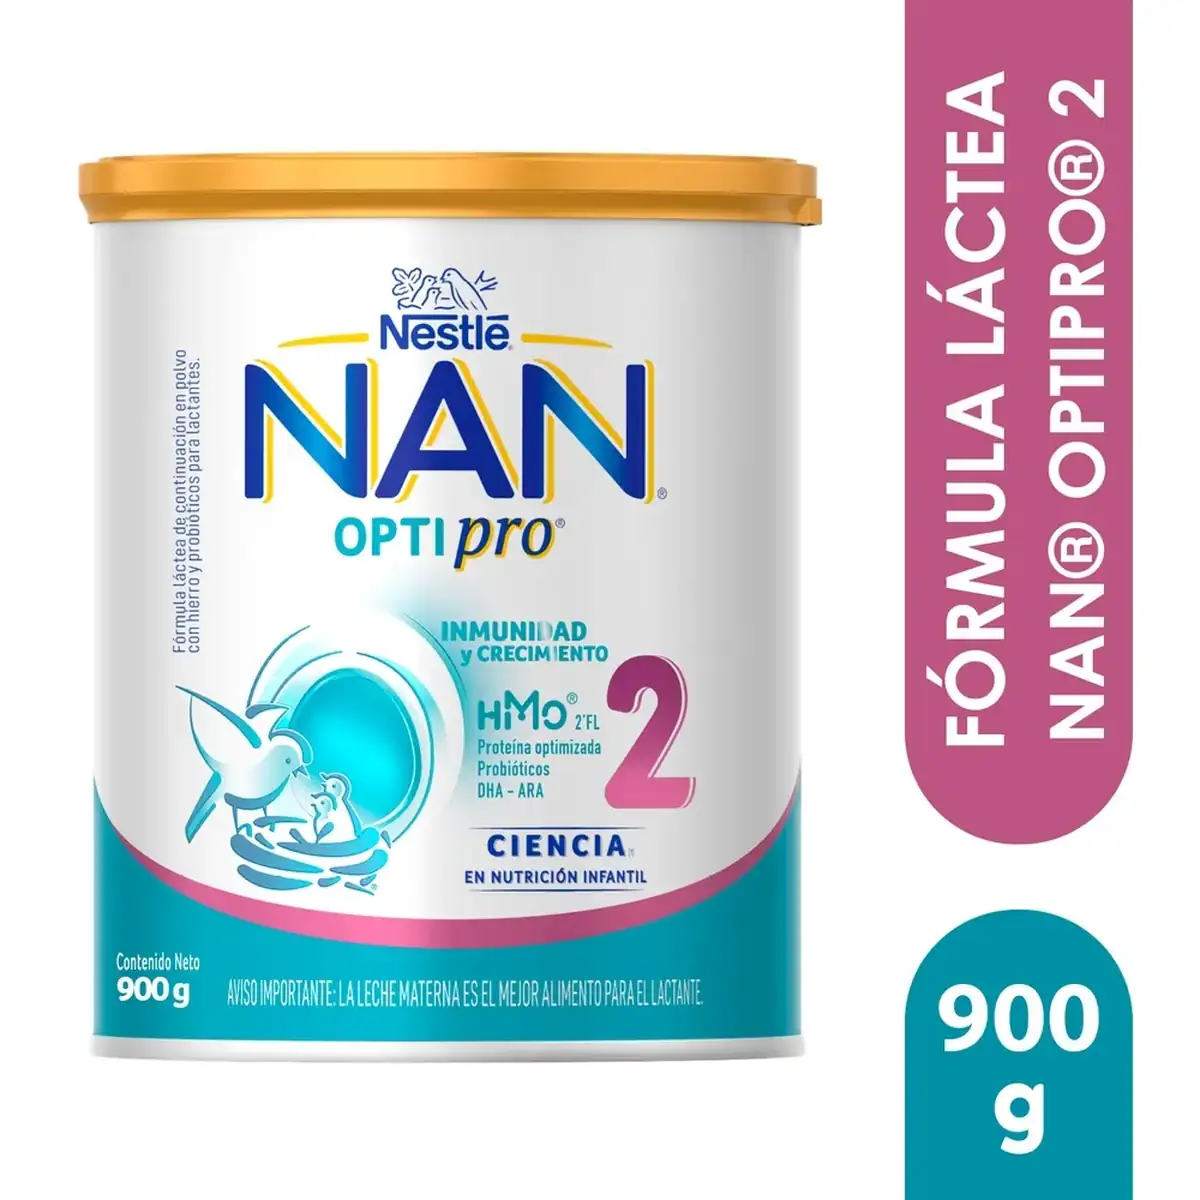 Nestlé®
NAN®
OPTIpro®
Fórmula láctea de continuación en polvo
con hierro y probióticos para lactantes.
INMUNIDAD
y CRECIMIENTO
HMO® 2'FL
2
Proteína optimizada
Probióticos
DHA - ARA
CIENCIA
EN NUTRICIÓN INFANTIL
Contenido Neto
900 g
AVISO IMPORTANTE: LA LECHE MATERNA ES EL MEJOR ALIMENTO PARA EL LACTANTE.
FÓRMULA LÁCTEA
NAN® OPTIPRO® 2
900
g